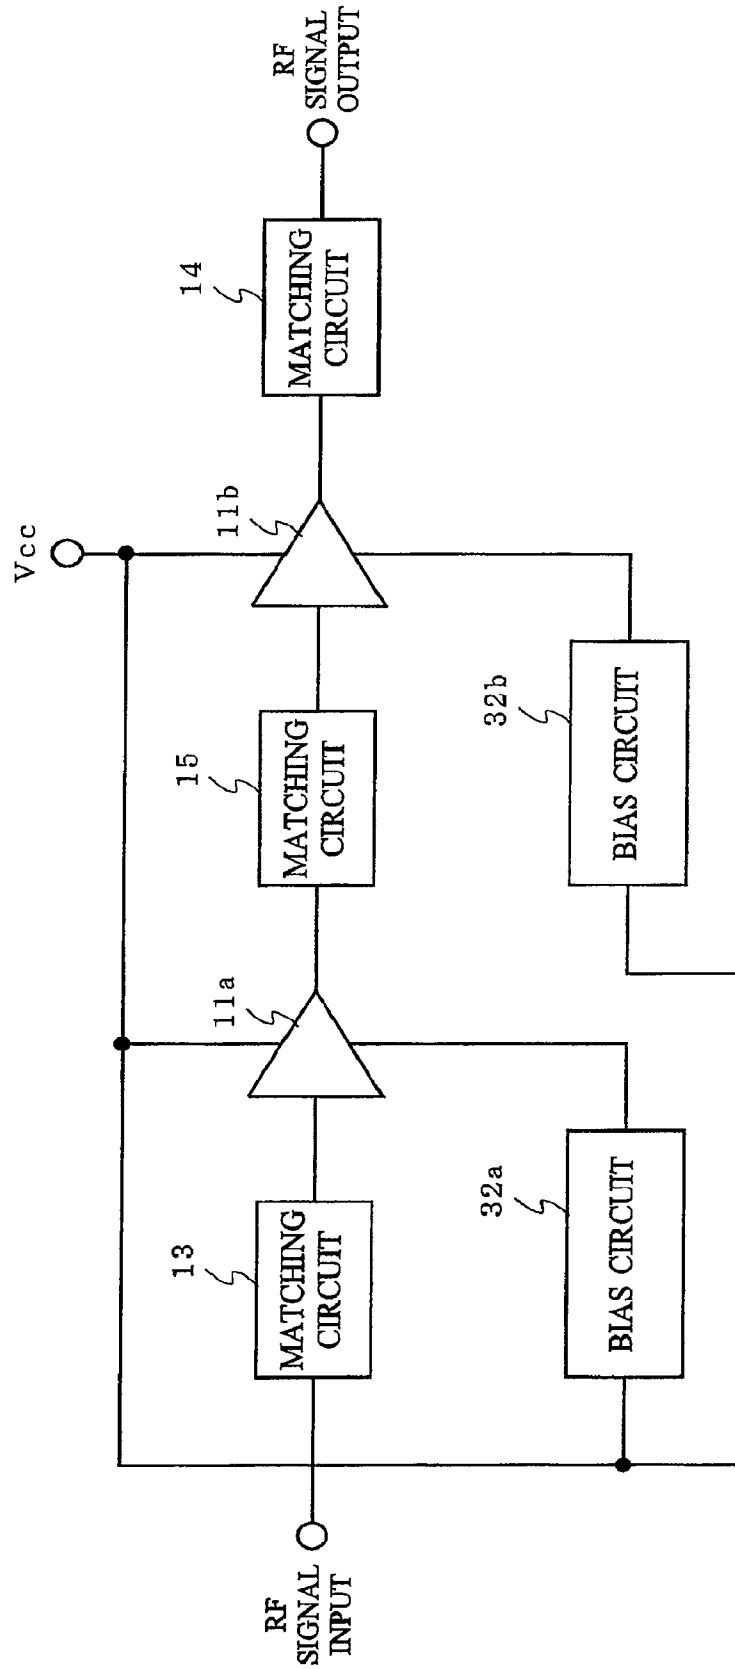 Vcc
RF
SIGNAL
INPUT
13
MATCHING
CIRCUIT
11a
15
MATCHING
CIRCUIT
11b
14
MATCHING
CIRCUIT
RF
SIGNAL
OUTPUT
32a
BIAS CIRCUIT
32b
BIAS CIRCUIT